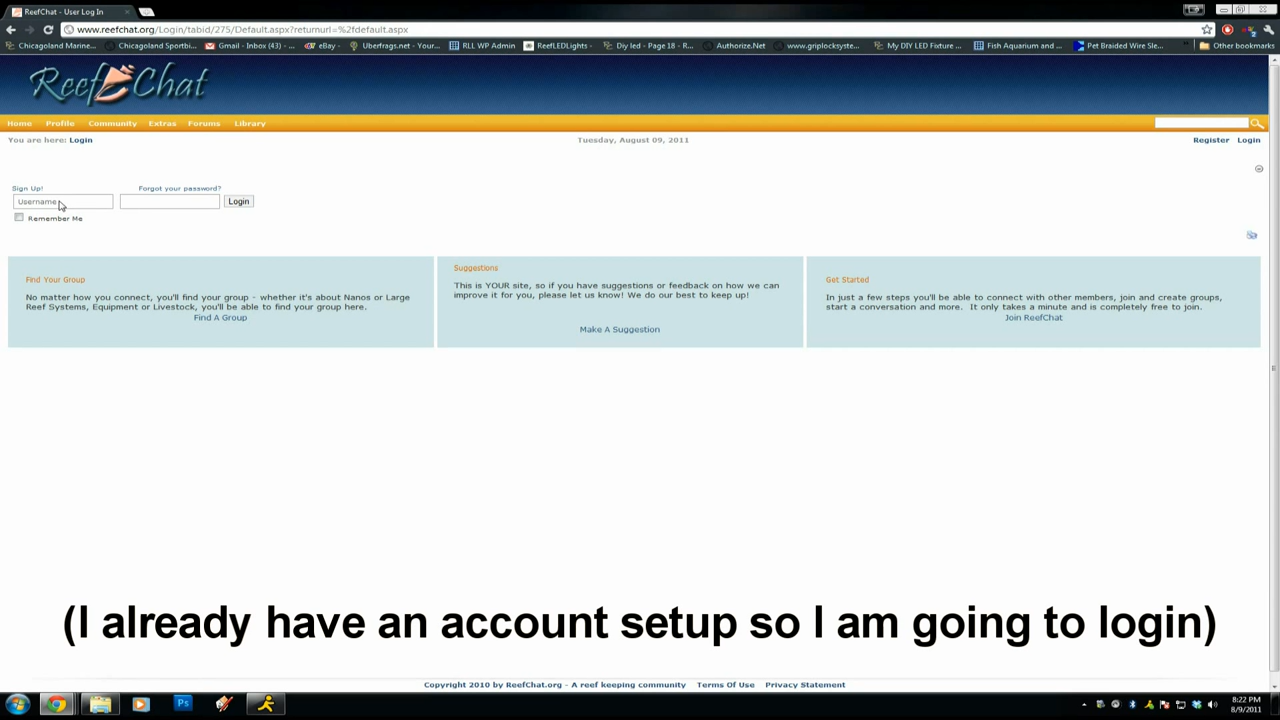 ReefChat - User Log In
www.reefchat.org/Login/tabid/275/Default.aspx?returnurl=%2fdefault.aspx
Chicagoland Marine... Chicagoland Sportbi... Gmail - Inbox (43) -... eBay Uberfrags.net - Your... RLL WP Admin ReefLEDLights - Diy led - Page 18 - R... Authorize.Net www.griplocksyste... My DIY LED Fixture ... Fish Aquarium and ... Pet Braided Wire Sle... Other bookmarks
Reef Chat
Home Profile Community Extras Forums Library
You are here: Login Tuesday, August 09, 2011 Register Login
Sign Up! Forgot your password?
Username Login
Remember Me
Find Your Group
No matter how you connect, you'll find your group - whether it's about Nanos or Large
Reef Systems, Equipment or Livestock, you'll be able to find your group here.
Find A Group
Suggestions
This is YOUR site, so if you have suggestions or feedback on how we can
improve it for you, please let us know! We do our best to keep up!
Make A Suggestion
Get Started
In just a few steps you'll be able to connect with other members, join and create groups,
start a conversation and more. It only takes a minute and is completely free to join.
Join ReefChat
(I already have an account setup so I am going to login)
Copyright 2010 by ReefChat.org - A reef keeping community Terms Of Use Privacy Statement
Ps
8:22 PM
8/9/2011